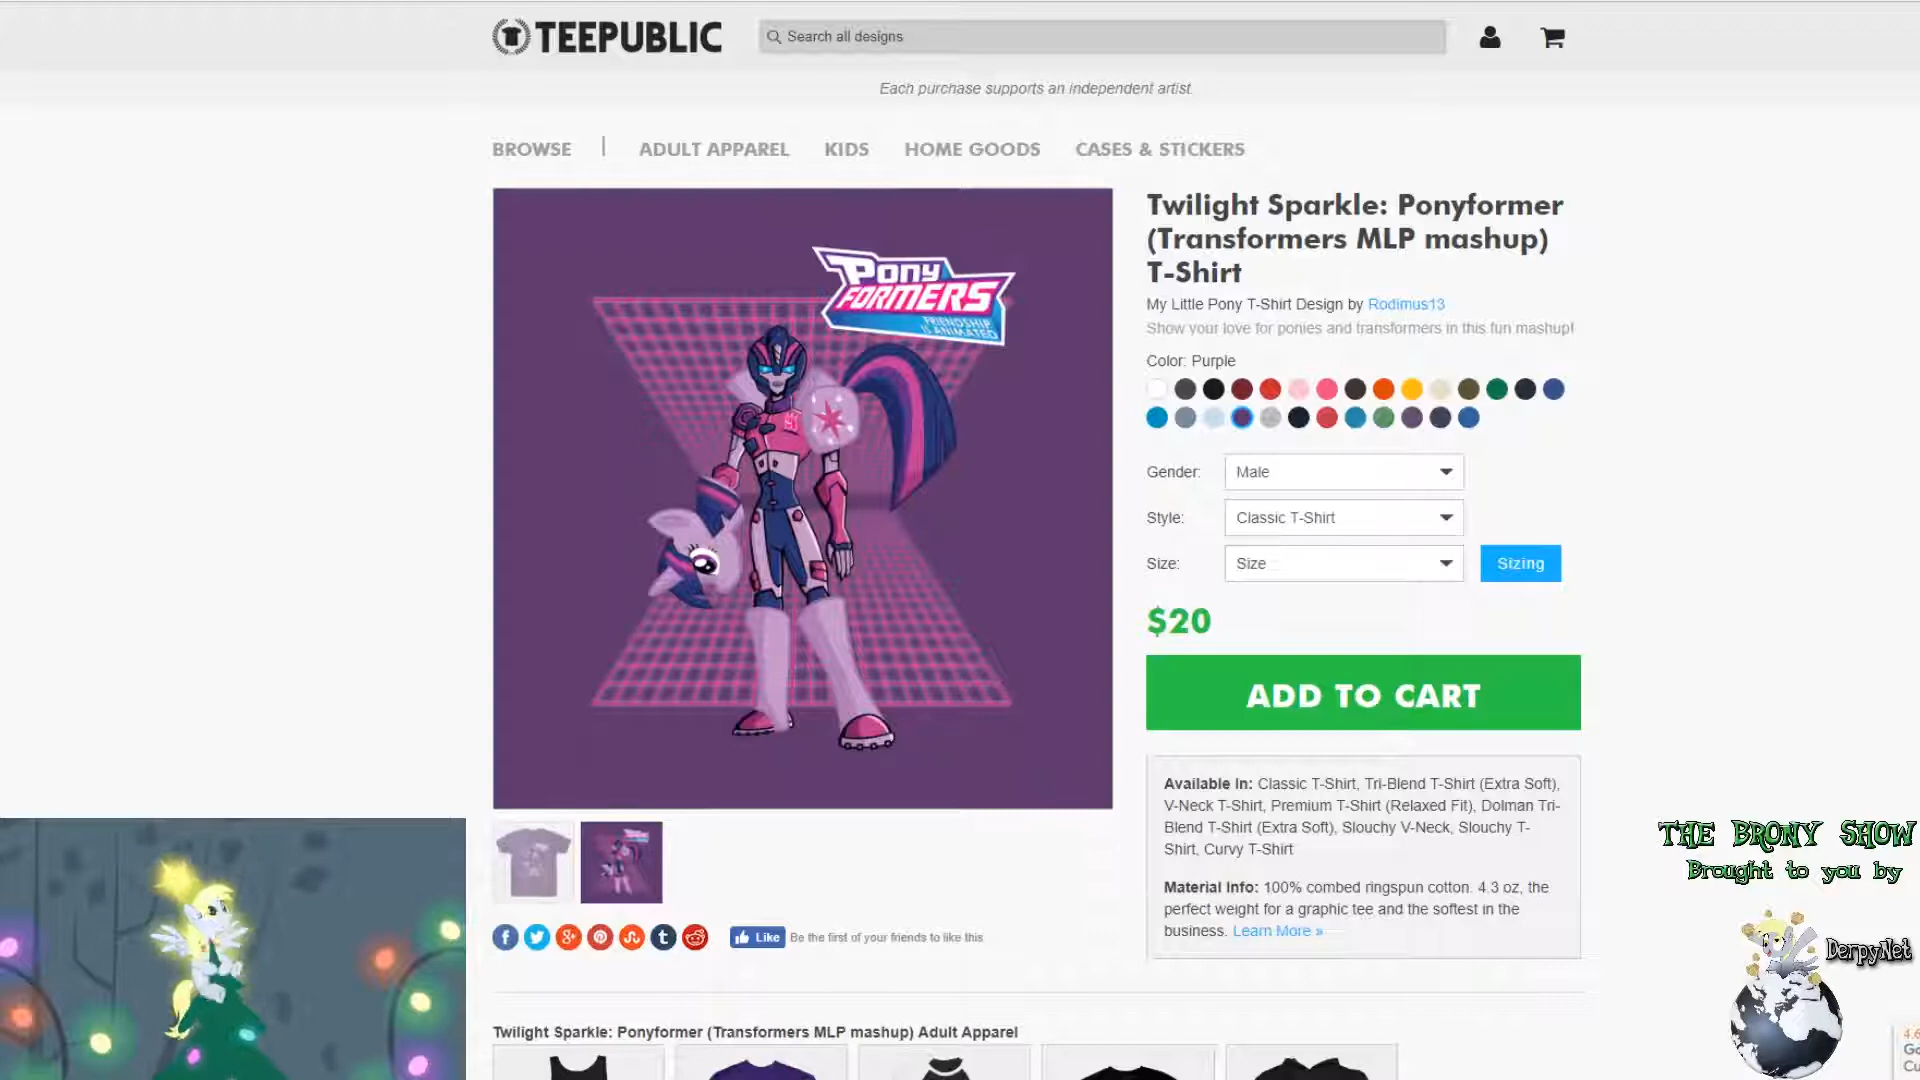 TEEPUBLIC
Search all designs
Each purchase supports an independent artist.
BROWSE | ADULT APPAREL KIDS HOME GOODS CASES & STICKERS
PONY
FORMERS
FRIENDSHIP
IS ANIMATED
Twilight Sparkle: Ponyformer
(Transformers MLP mashup)
T-Shirt
My Little Pony T-Shirt Design by Rodimus13
Show your love for ponies and transformers in this fun mashup!
Color: Purple
Gender: Male
Style: Classic T-Shirt
Size: Size Sizing
$20
ADD TO CART
Available In: Classic T-Shirt, Tri-Blend T-Shirt (Extra Soft),
V-Neck T-Shirt, Premium T-Shirt (Relaxed Fit), Dolman Tri-
Blend T-Shirt (Extra Soft), Slouchy V-Neck, Slouchy T-
Shirt, Curvy T-Shirt
Material Info: 100% combed ringspun cotton. 4.3 oz, the
perfect weight for a graphic tee and the softest in the
business. Learn More »
Like Be the first of your friends to like this
Twilight Sparkle: Ponyformer (Transformers MLP mashup) Adult Apparel
THE BRONY SHOW
Brought to you by
DerpyNet